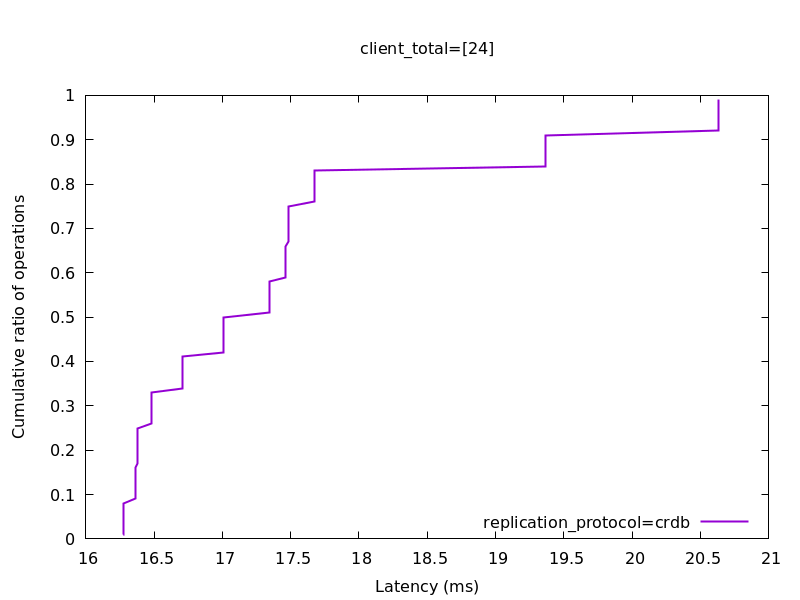 client_total=[24]
1
0.9
0.8
0.7
0.6
0.5
0.4
0.3
0.2
0.1
0
Cumulative ratio of operations
replication_protocol=crdb
16 16.5 17 17.5 18 18.5 19 19.5 20 20.5 21
Latency (ms)